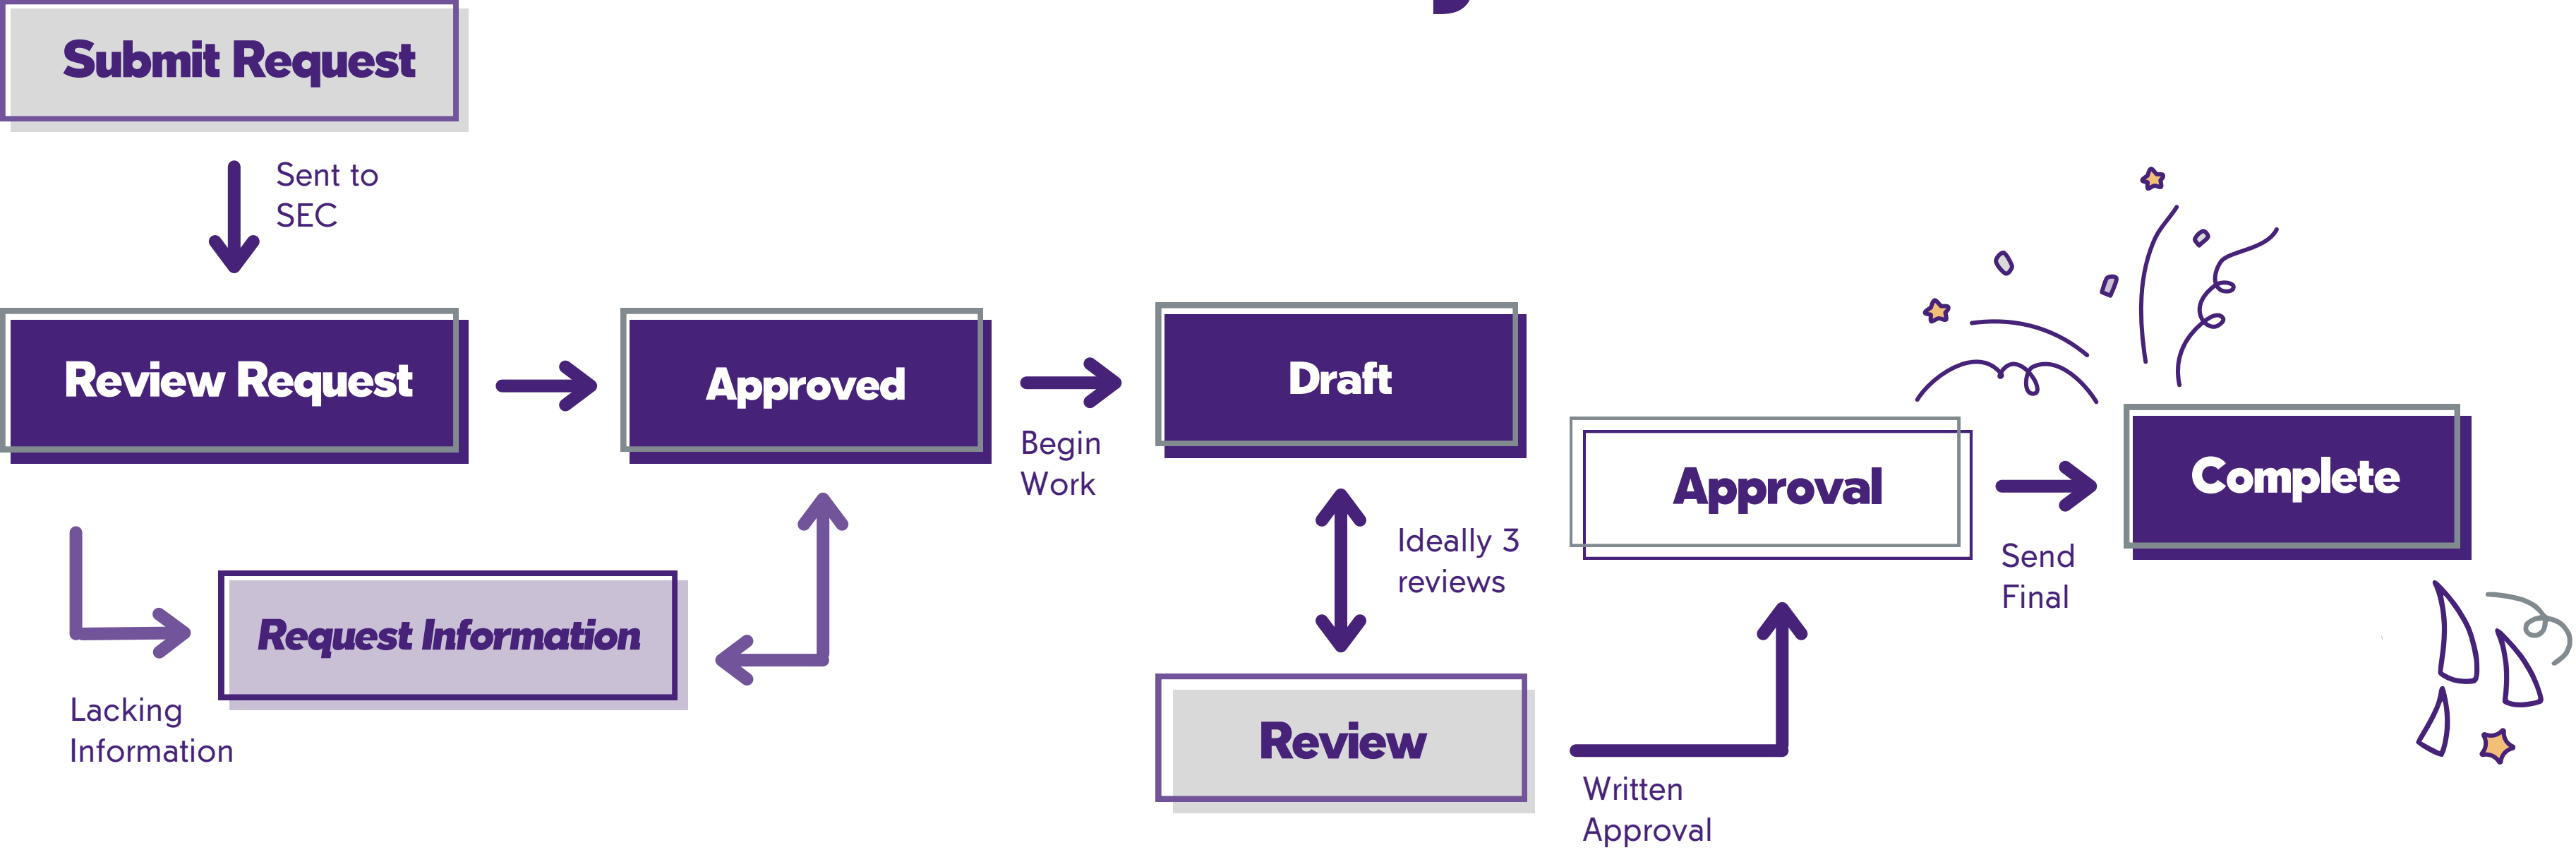 Submit Request
Sent to
SEC
Review Request
Approved
Begin
Work
Draft
Lacking
Information
Request Information
Ideally 3
reviews
Review
Written
Approval
Approval
Send
Final
Complete